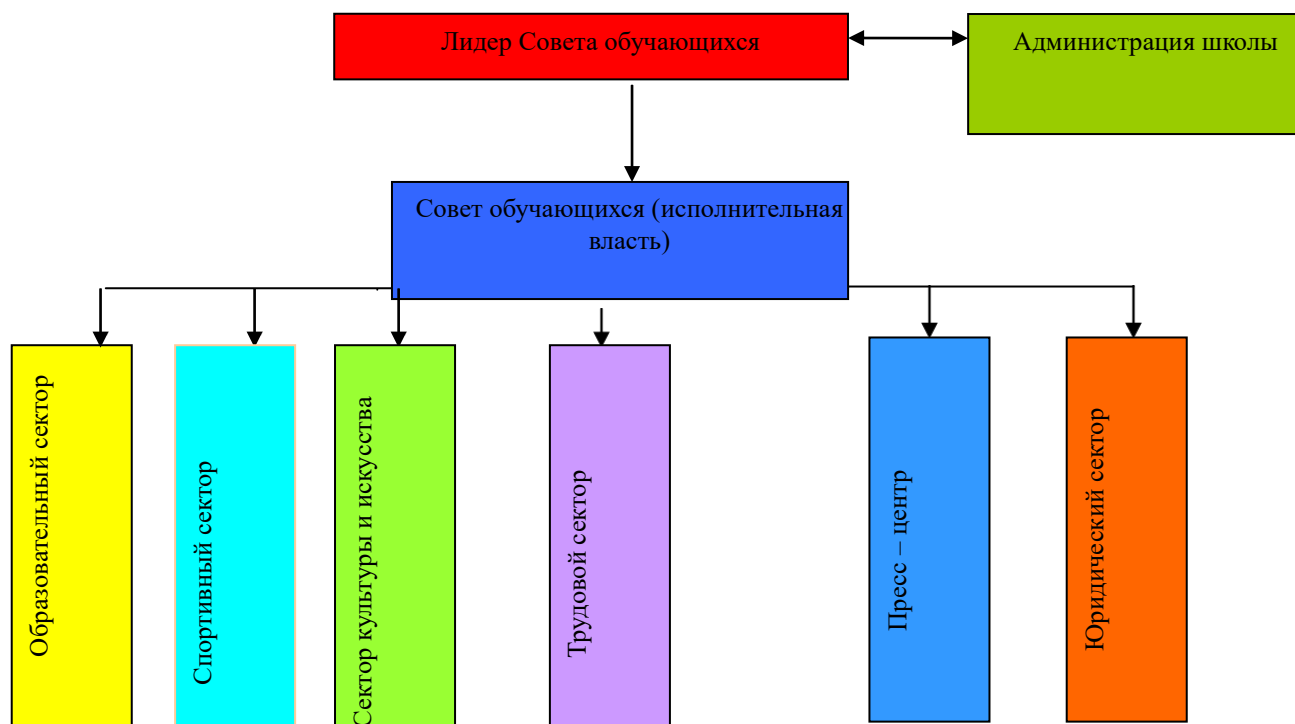 Лидер Совета обучающихся
Администрация школы
Совет обучающихся (исполнительная
власть)
Образовательный сектор
Спортивный сектор
Сектор культуры и искусства
Трудовой сектор
Пресс – центр
Юридический сектор